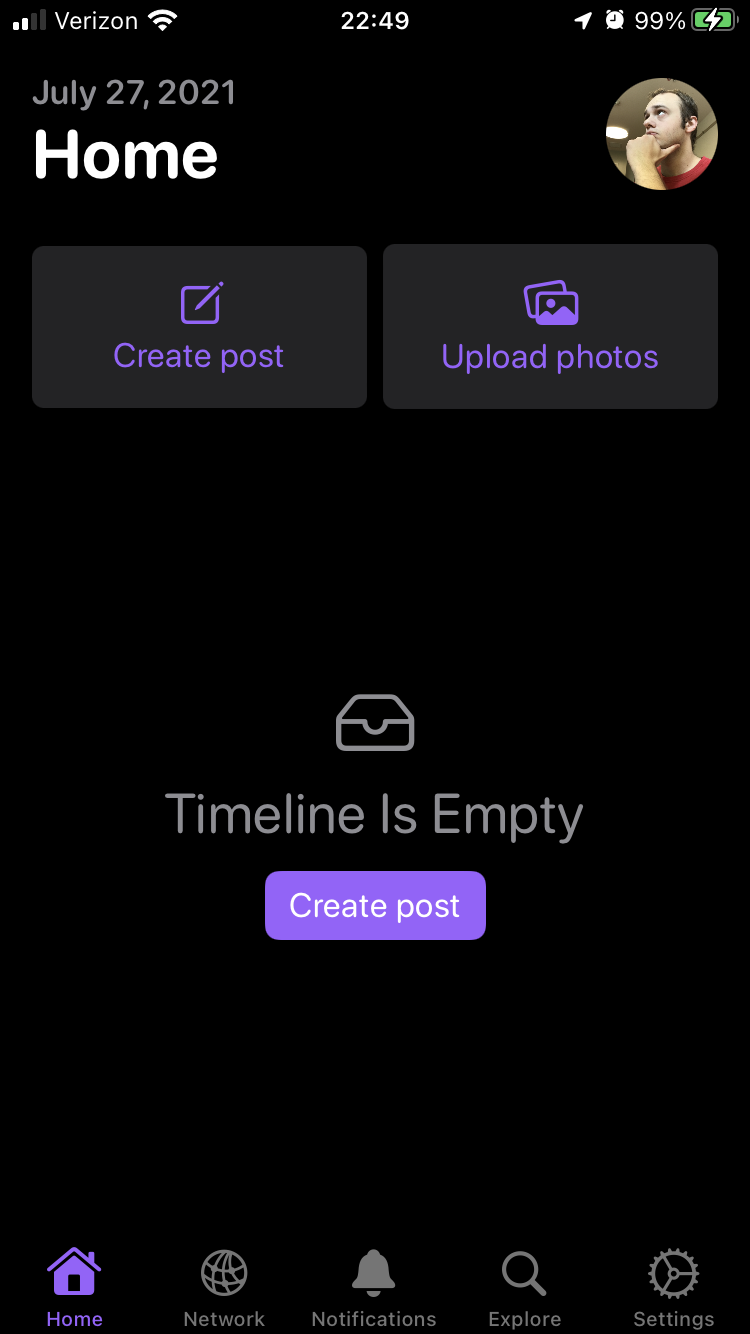 Verizon 22:49 99%
July 27, 2021
Home
Create post Upload photos
Timeline Is Empty
Create post
Home Network Notifications Explore Settings